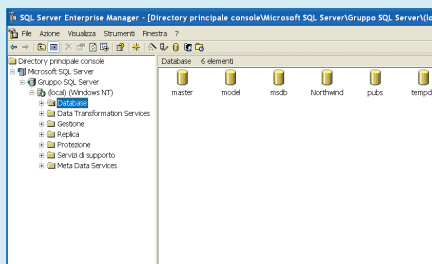 SQL Server Enterprise Manager - [Directory principale console\Microsoft SQL Server\Gruppo SQL Server\(lo
File Azione Visualizza Strumenti Finestra ?
Directory principale console
Microsoft SQL Server
Gruppo SQL Server
(local) (Windows NT)
Database
Data Transformation Services
Gestione
Replica
Protezione
Servizi di supporto
Meta Data Services
Database 6 elementi
master model msdb Northwind pubs tempd